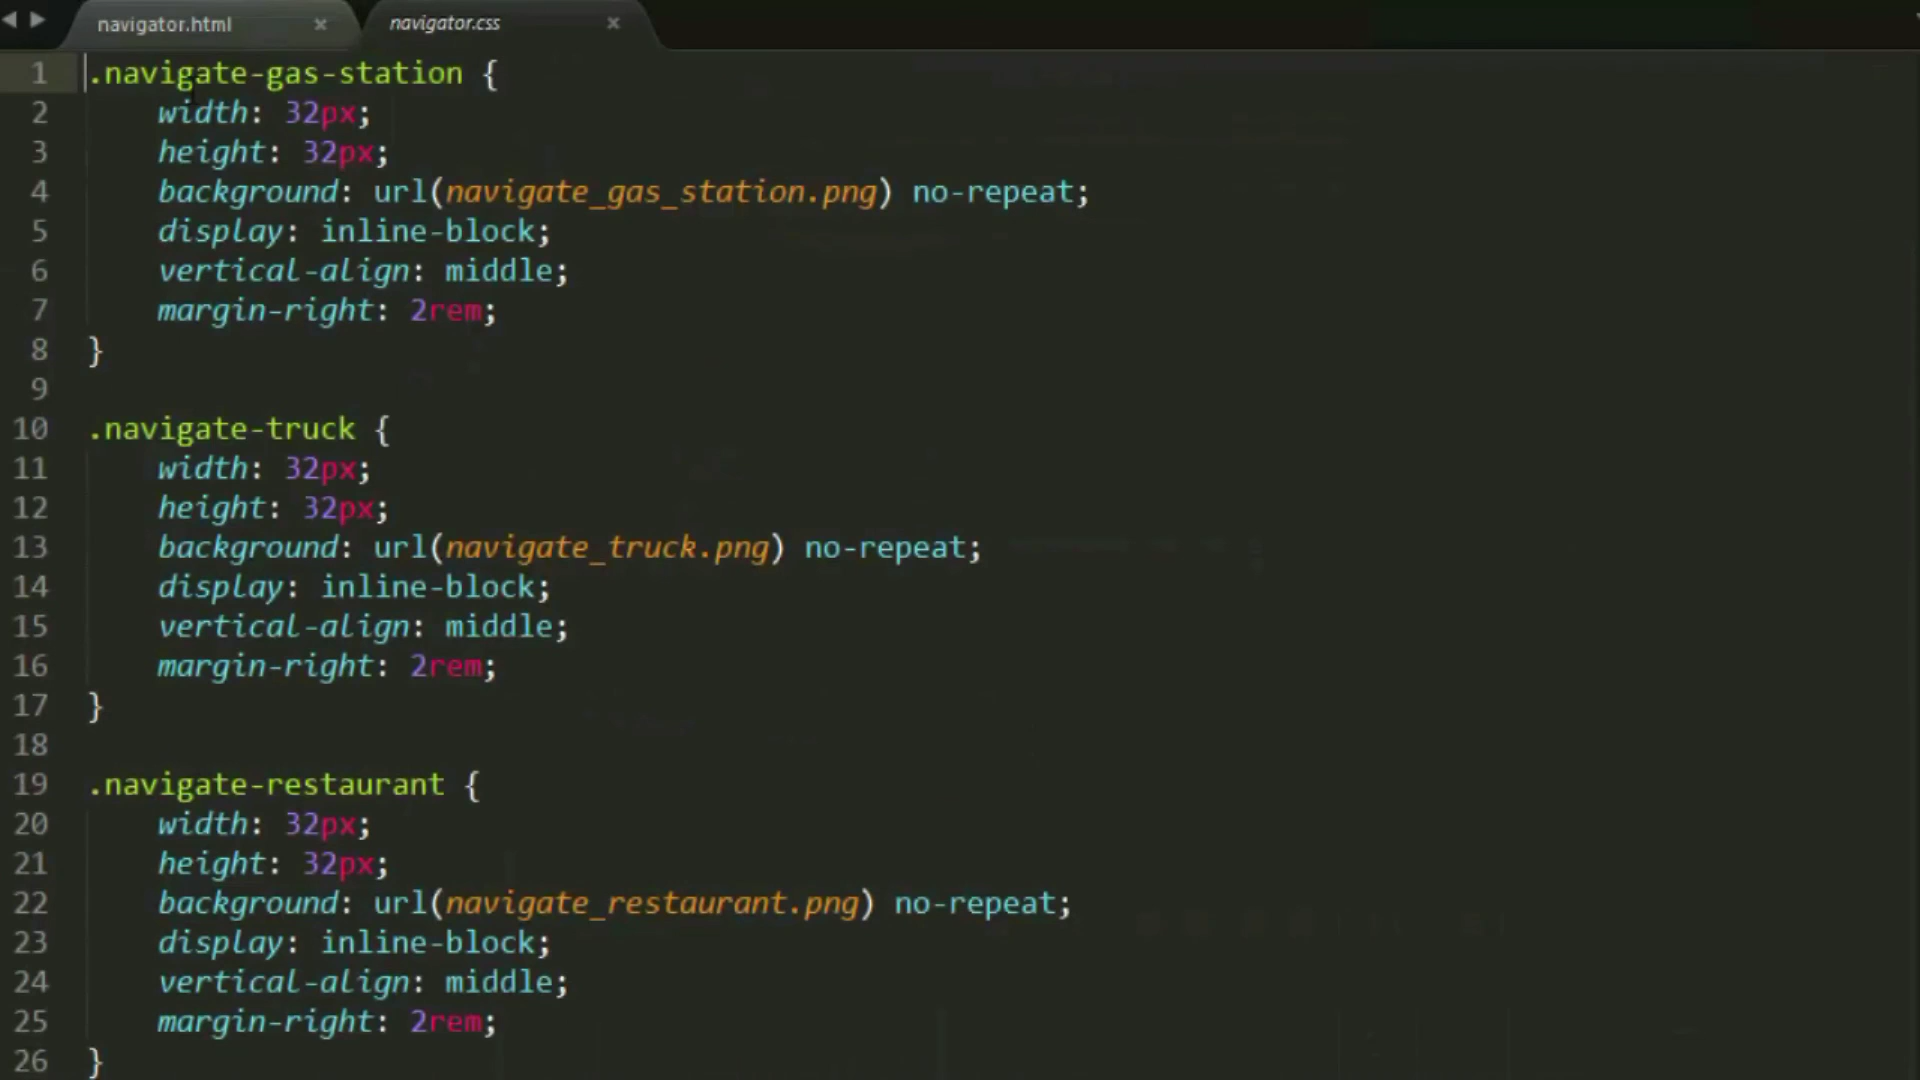 navigator.html × navigator.css ×
1 .navigate-gas-station {
2 width: 32px;
3 height: 32px;
4 background: url(navigate_gas_station.png) no-repeat;
5 display: inline-block;
6 vertical-align: middle;
7 margin-right: 2rem;
8 }
9
10 .navigate-truck {
11 width: 32px;
12 height: 32px;
13 background: url(navigate_truck.png) no-repeat;
14 display: inline-block;
15 vertical-align: middle;
16 margin-right: 2rem;
17 }
18
19 .navigate-restaurant {
20 width: 32px;
21 height: 32px;
22 background: url(navigate_restaurant.png) no-repeat;
23 display: inline-block;
24 vertical-align: middle;
25 margin-right: 2rem;
26 }